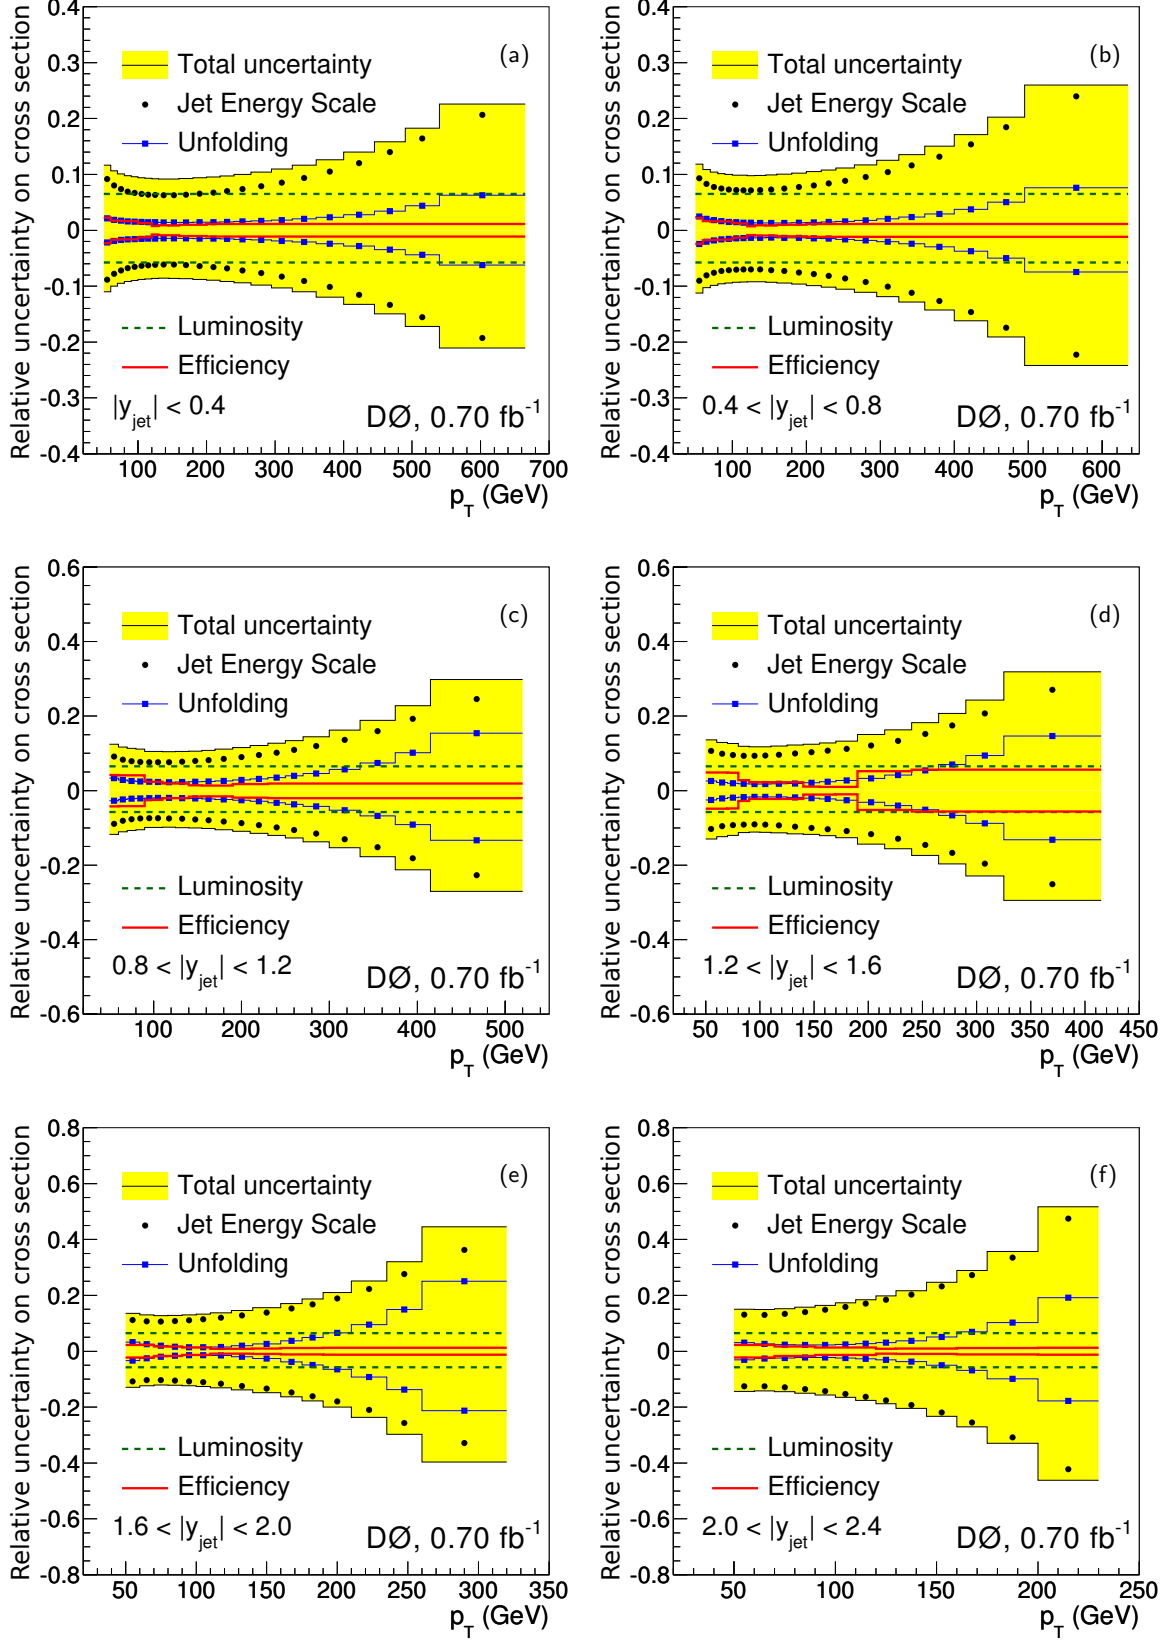 Relative uncertainty on cross section
0.4
0.3
0.2
0.1
0
-0.1
-0.2
-0.3
-0.4
(a)
Total uncertainty
Jet Energy Scale
Unfolding
Luminosity
Efficiency
|y_jet| < 0.4
DØ, 0.70 fb⁻¹
100 200 300 400 500 600 700
p_T (GeV)
Relative uncertainty on cross section
0.4
0.3
0.2
0.1
0
-0.1
-0.2
-0.3
-0.4
(b)
Total uncertainty
Jet Energy Scale
Unfolding
Luminosity
Efficiency
0.4 < |y_jet| < 0.8
DØ, 0.70 fb⁻¹
100 200 300 400 500 600
p_T (GeV)
Relative uncertainty on cross section
0.6
0.4
0.2
0
-0.2
-0.4
-0.6
(c)
Total uncertainty
Jet Energy Scale
Unfolding
Luminosity
Efficiency
0.8 < |y_jet| < 1.2
DØ, 0.70 fb⁻¹
100 200 300 400 500
p_T (GeV)
Relative uncertainty on cross section
0.6
0.4
0.2
0
-0.2
-0.4
-0.6
(d)
Total uncertainty
Jet Energy Scale
Unfolding
Luminosity
Efficiency
1.2 < |y_jet| < 1.6
DØ, 0.70 fb⁻¹
50 100 150 200 250 300 350 400 450
p_T (GeV)
Relative uncertainty on cross section
0.8
0.6
0.4
0.2
0
-0.2
-0.4
-0.6
-0.8
(e)
Total uncertainty
Jet Energy Scale
Unfolding
Luminosity
Efficiency
1.6 < |y_jet| < 2.0
DØ, 0.70 fb⁻¹
50 100 150 200 250 300 350
p_T (GeV)
Relative uncertainty on cross section
0.8
0.6
0.4
0.2
0
-0.2
-0.4
-0.6
-0.8
(f)
Total uncertainty
Jet Energy Scale
Unfolding
Luminosity
Efficiency
2.0 < |y_jet| < 2.4
DØ, 0.70 fb⁻¹
50 100 150 200 250
p_T (GeV)